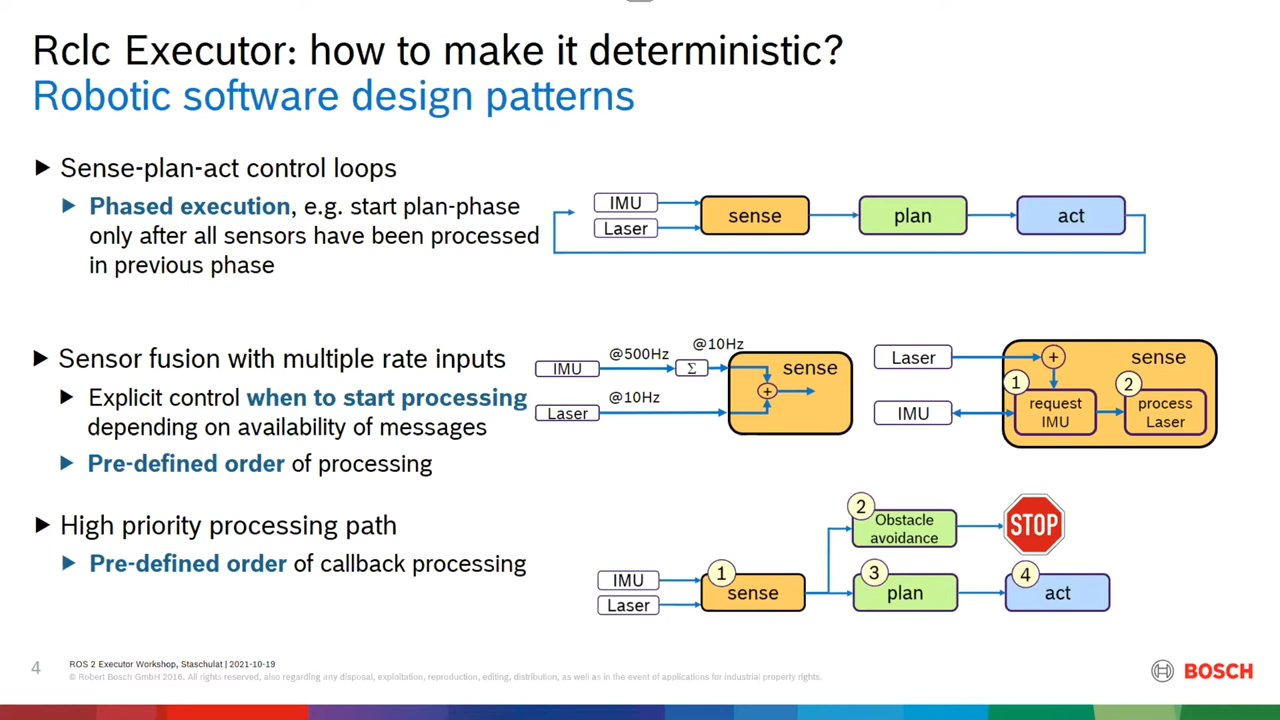 Rclc Executor: how to make it deterministic?
Robotic software design patterns
Sense-plan-act control loops
Phased execution, e.g. start plan-phase
only after all sensors have been processed
in previous phase
IMU
Laser
sense
plan
act
Sensor fusion with multiple rate inputs
Explicit control when to start processing
depending on availability of messages
Pre-defined order of processing
@500Hz
@10Hz
IMU
Σ
sense
+
@10Hz
Laser
Laser
+
sense
1
2
IMU
request
IMU
process
Laser
High priority processing path
Pre-defined order of callback processing
2
Obstacle
avoidance
STOP
IMU
Laser
1
sense
3
plan
4
act
4
ROS 2 Executor Workshop, Staschulat | 2021-10-19
© Robert Bosch GmbH 2016. All rights reserved, also regarding any disposal, exploitation, reproduction, editing, distribution, as well as in the event of applications for industrial property rights.
BOSCH